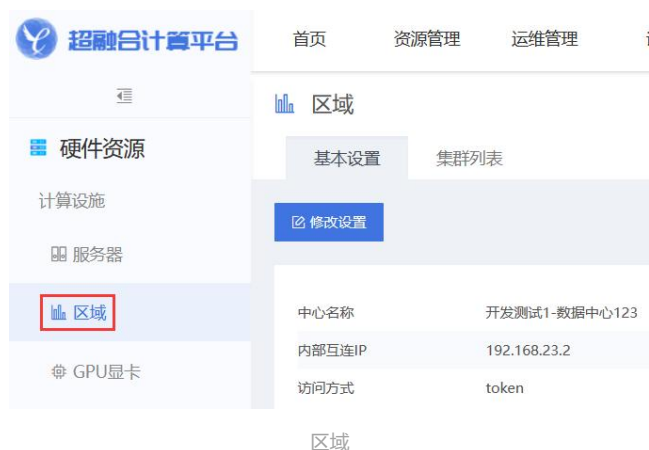 超融合计算平台
首页 资源管理 运维管理
区域
硬件资源
基本设置 集群列表
计算设施
修改设置
服务器
区域
中心名称 开发测试1-数据中心123
内部互连IP 192.168.23.2
GPU显卡
访问方式 token
区域